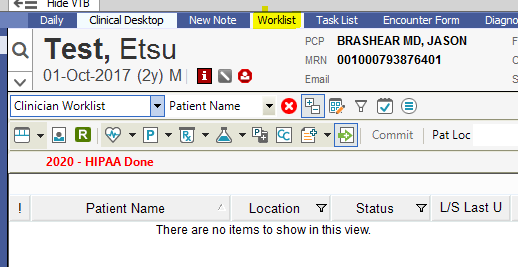 Hide VTB
Daily Clinical Desktop New Note Worklist Task List Encounter Form Diagno
Test, Etsu
01-Oct-2017 (2y) M
PCP BRASHEAR MD, JASON
MRN 001000793876401
Email
Clinician Worklist Patient Name
R P Rx CC Commit Pat Loc
2020 - HIPAA Done
! Patient Name Location Status L/S Last U
There are no items to show in this view.